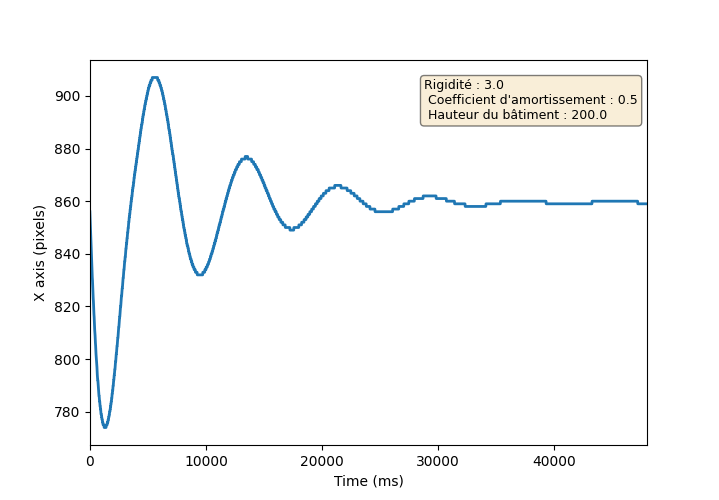 Rigidité : 3.0
Coefficient d'amortissement : 0.5
Hauteur du bâtiment : 200.0
900
880
860
840
820
800
780
X axis (pixels)
0 10000 20000 30000 40000
Time (ms)